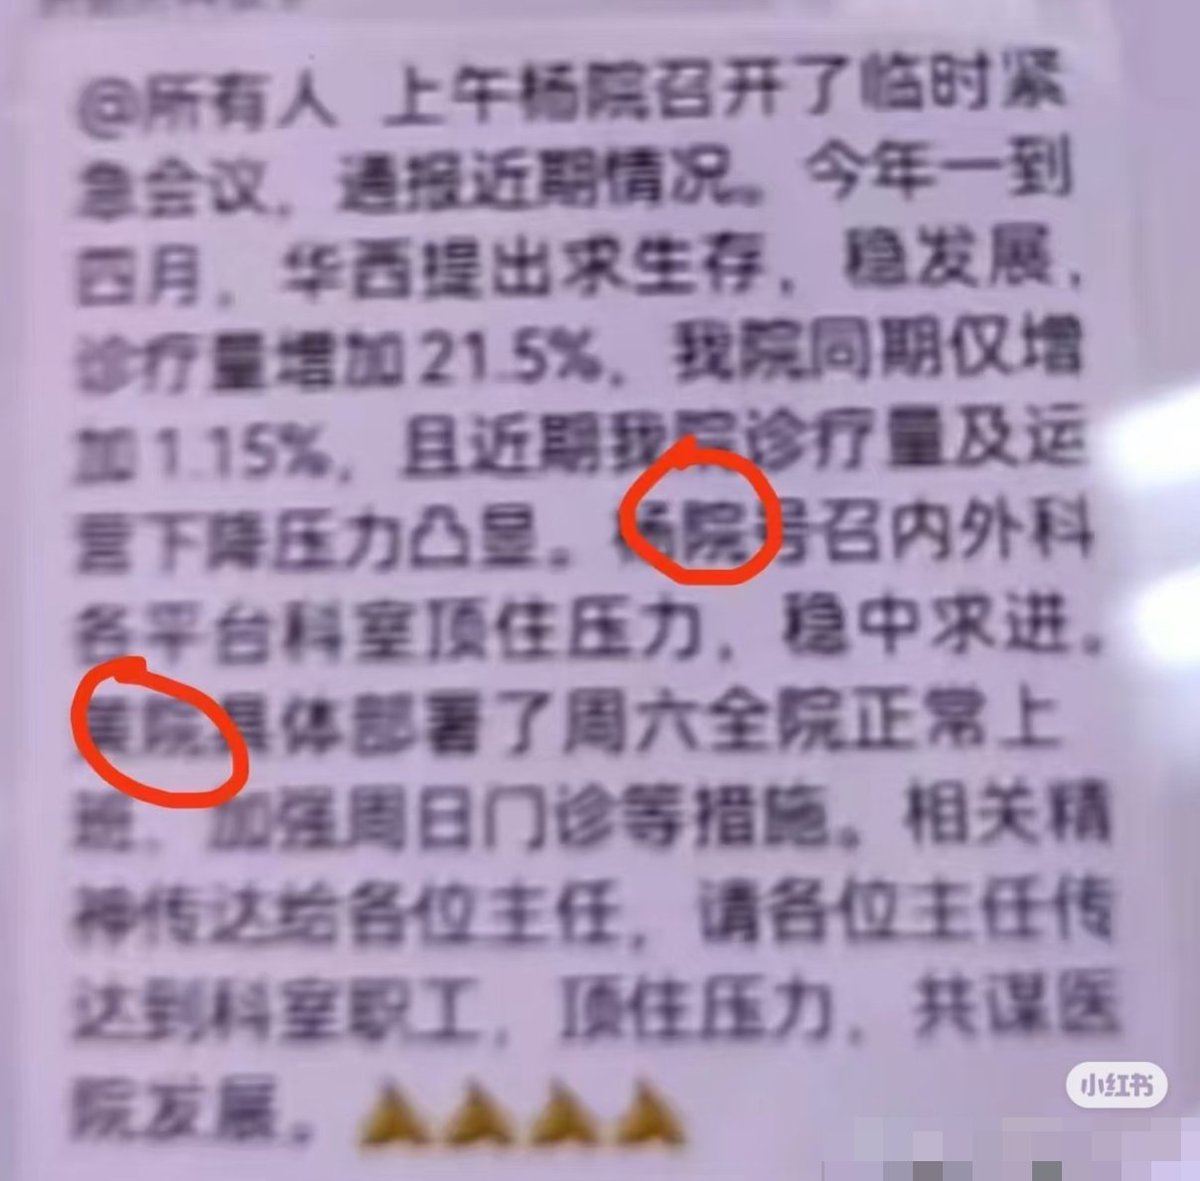 @所有人 上午杨院召开了临时紧
急会议，通报近期情况。今年一到
四月，华西提出求生存，稳发展，
诊疗量增加21.5%，我院同期仅增
加1.15%，且近期我院诊疗量及运
营下降压力凸显。杨院号召内外科
各平台科室顶住压力，稳中求进。
院具体部署了周六全院正常上
班、加强周日门诊等措施。相关精
神传达给各位主任，请各位主任传
达到科室职工，顶住压力，共谋医
院发展。
小红书